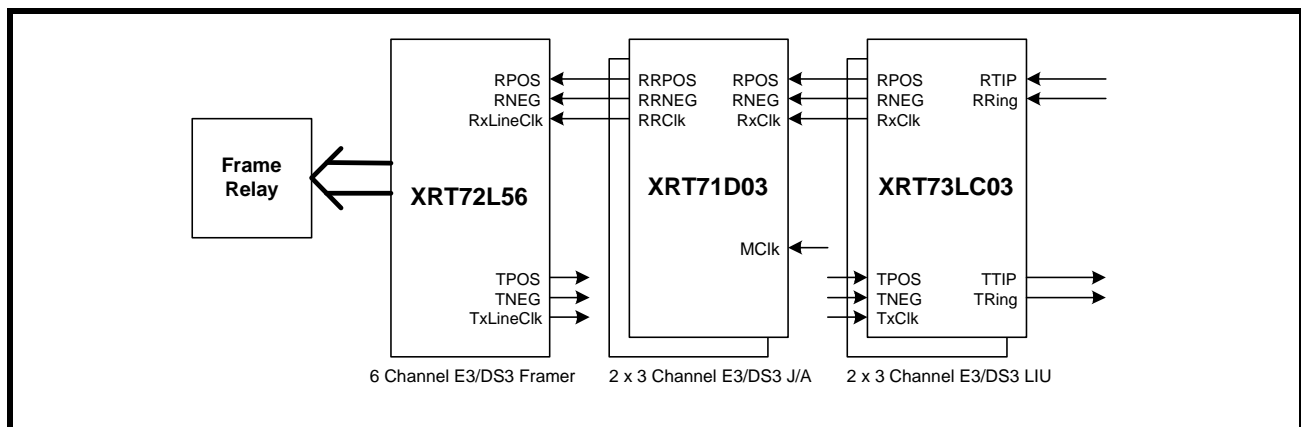 RPOS
RNEG
RxLineClk
RRPOS
RRNEG
RRClk
RPOS
RNEG
RxClk
RPOS
RNEG
RxClk
RTIP
RRing
Frame
Relay
XRT72L56
XRT71D03
XRT73LC03
MClk
TPOS
TNEG
TxLineClk
TPOS
TNEG
TxClk
TTIP
TRing
6 Channel E3/DS3 Framer
2 x 3 Channel E3/DS3 J/A
2 x 3 Channel E3/DS3 LIU